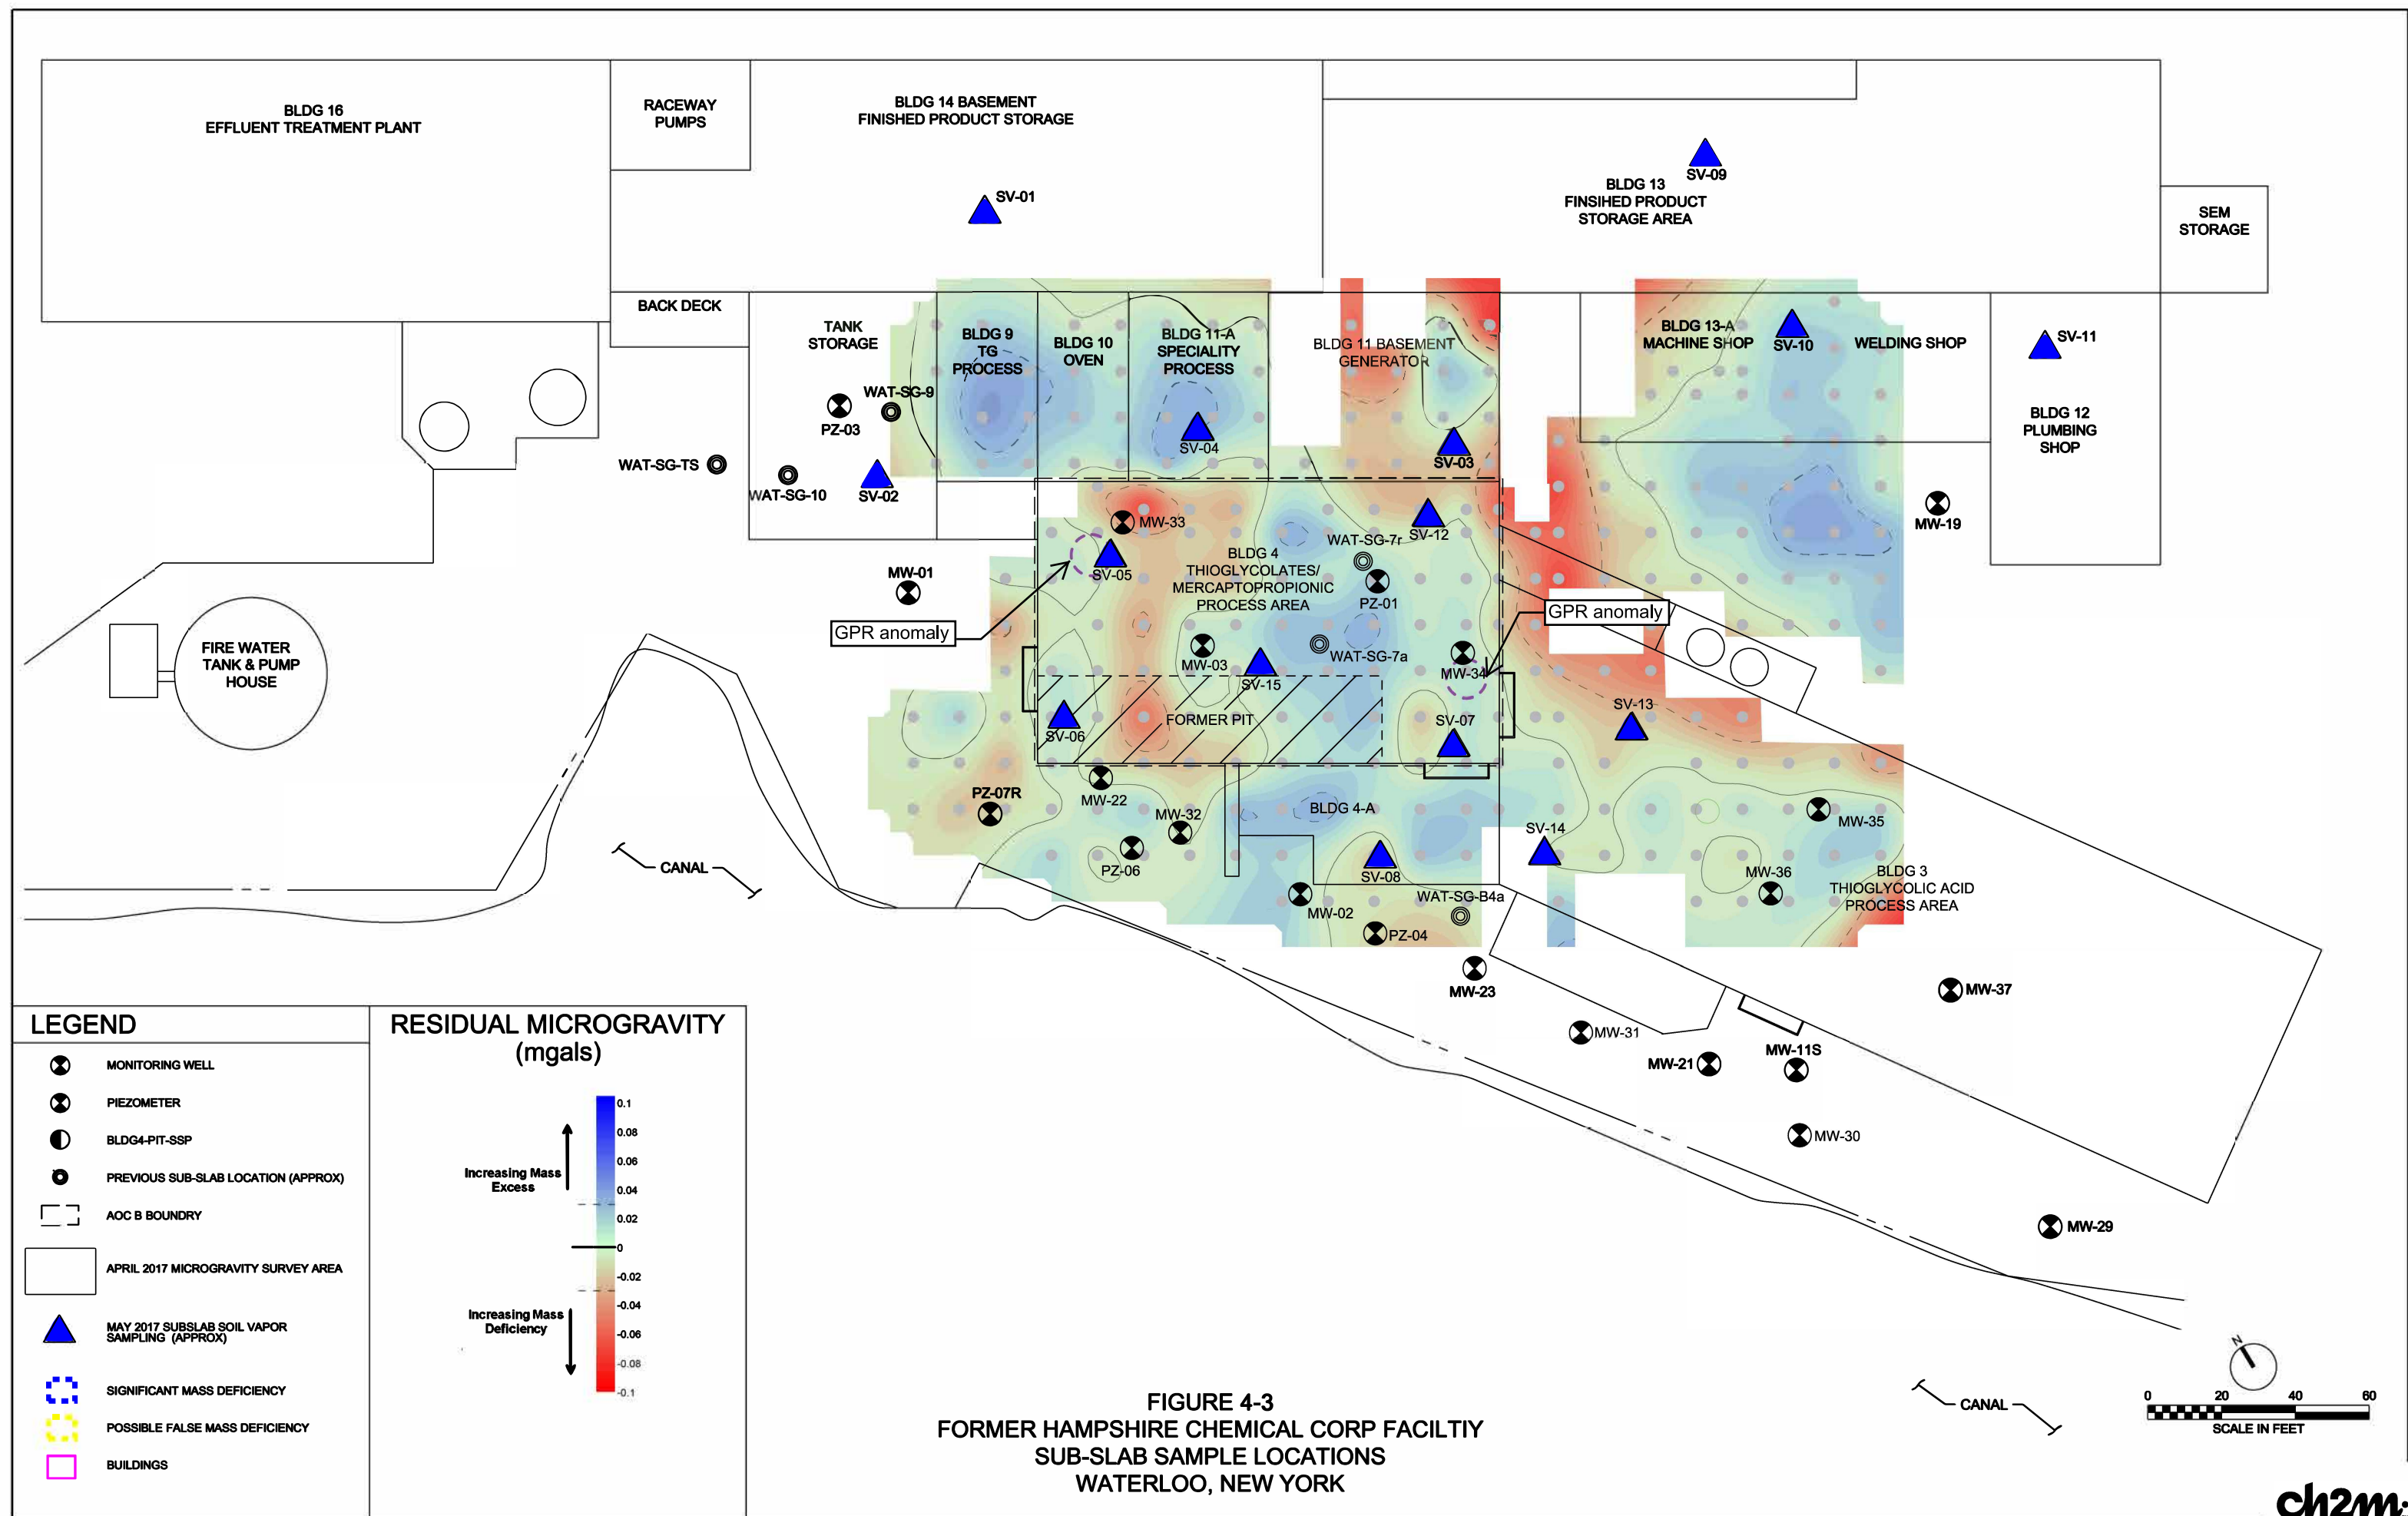 BLDG 16
EFFLUENT TREATMENT PLANT
RACEWAY
PUMPS
BLDG 14 BASEMENT
FINISHED PRODUCT STORAGE
SV-01
SV-09
BLDG 13
FINSIHED PRODUCT
STORAGE AREA
SEM
STORAGE
BACK DECK
TANK
STORAGE
BLDG 9
TG
PROCESS
BLDG 10
OVEN
BLDG 11-A
SPECIALITY
PROCESS
BLDG 11 BASEMENT
GENERATOR
BLDG 13-A
MACHINE SHOP
SV-10
WELDING SHOP
SV-11
BLDG 12
PLUMBING
SHOP
WAT-SG-9
PZ-03
WAT-SG-TS
WAT-SG-10
SV-02
SV-04
SV-03
MW-19
MW-33
SV-12
WAT-SG-7r
BLDG 4
THIOGLYCOLATES/
MERCAPTOPROPIONIC
PROCESS AREA
SV-05
MW-01
PZ-01
GPR anomaly
GPR anomaly
FIRE WATER
TANK & PUMP
HOUSE
MW-03
WAT-SG-7a
MW-34
SV-15
FORMER PIT
SV-06
SV-07
SV-13
PZ-07R
MW-22
MW-32
BLDG 4-A
SV-14
MW-35
CANAL
PZ-06
SV-08
MW-36
BLDG 3
THIOGLYCOLIC ACID
PROCESS AREA
MW-02
WAT-SG-B4a
PZ-04
MW-23
MW-37
MW-31
MW-21
MW-11S
MW-30
MW-29
LEGEND
MONITORING WELL
PIEZOMETER
BLDG4-PIT-SSP
PREVIOUS SUB-SLAB LOCATION (APPROX)
AOC B BOUNDRY
APRIL 2017 MICROGRAVITY SURVEY AREA
MAY 2017 SUBSLAB SOIL VAPOR
SAMPLING (APPROX)
SIGNIFICANT MASS DEFICIENCY
POSSIBLE FALSE MASS DEFICIENCY
BUILDINGS
RESIDUAL MICROGRAVITY
(mgals)
0.1
0.08
0.06
0.04
0.02
0
-0.02
-0.04
-0.06
-0.08
-0.1
Increasing Mass
Excess
Increasing Mass
Deficiency
FIGURE 4-3
FORMER HAMPSHIRE CHEMICAL CORP FACILTIY
SUB-SLAB SAMPLE LOCATIONS
WATERLOO, NEW YORK
CANAL
N
0 20 40 60
SCALE IN FEET
ch2m: